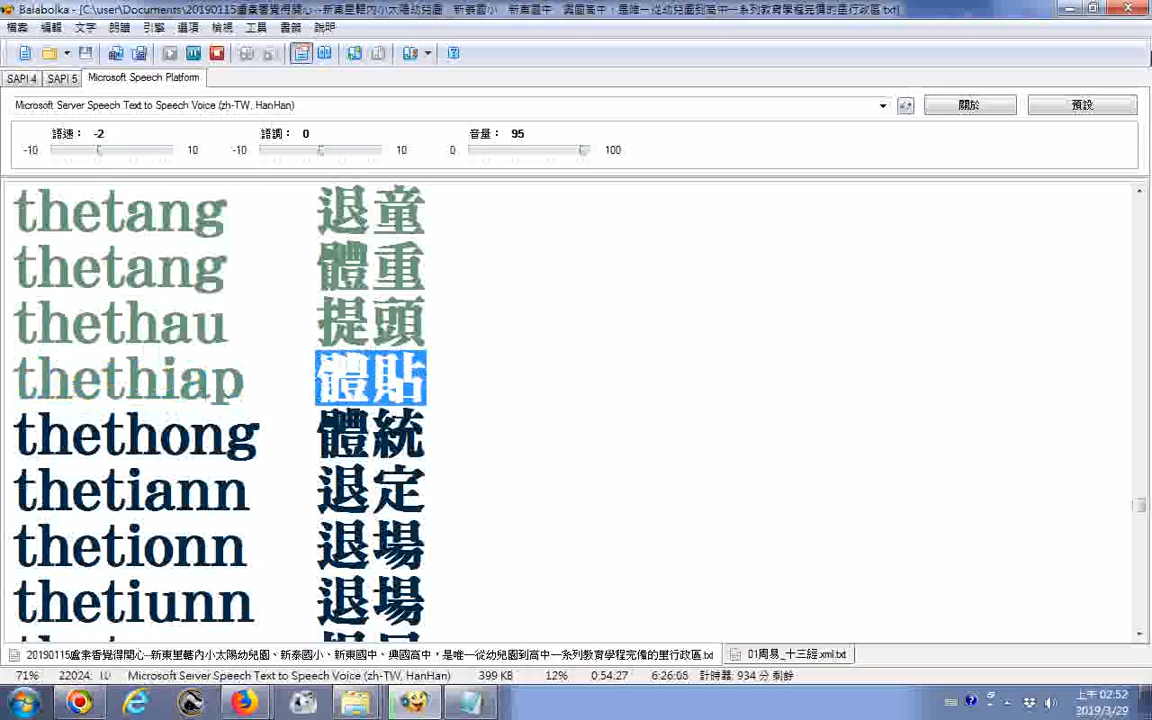 Balabolka - [C:\user\Documents\20190115盧秉香覺得開心--新東里轄內小太陽幼兒園、新泰國小、新東國中、興國高中，是唯一從幼兒園到高中一系列教育學程完備的里行政區.txt]
檔案 編輯 文字 朗讀 引擎 選項 檢視 工具 書籤 說明
SAPI 4 SAPI 5 Microsoft Speech Platform
Microsoft Server Speech Text to Speech Voice (zh-TW, HanHan) 關於 預設
語速： -2 語調： 0 音量： 95
-10 10 -10 10 0 100
thetang 退童
thetang 體重
thethau 提頭
thethiap 體貼
thethong 體統
thetiann 退定
thetionn 退場
thetiunn 退場
20190115盧秉香覺得開心--新東里轄內小太陽幼兒園、新泰國小、新東國中、興國高中，是唯一從幼兒園到高中一系列教育學程完備的里行政區.txt 01周易_十三經.xml.txt
71% 22024: Microsoft Server Speech Text to Speech Voice (zh-TW, HanHan) 399 KB 12% 0:54:27 6:26:08 計時器: 934 分 剩餘
上午 02:52
2019/3/29